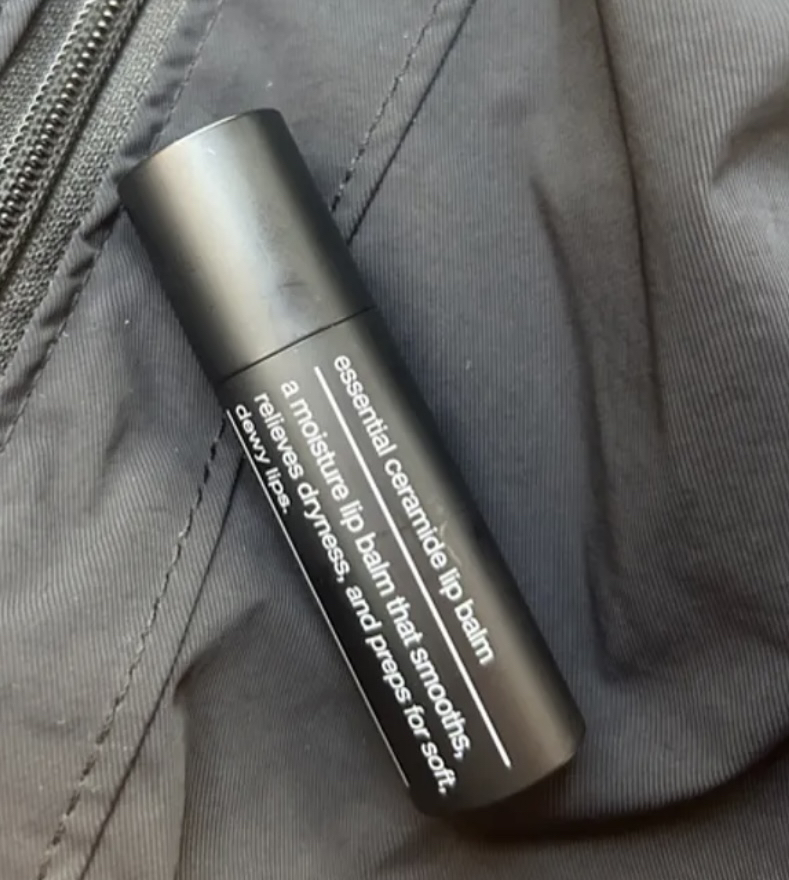 essential ceramide lip balm
a moisture lip balm that smooths,
relieves dryness, and preps for soft,
dewy lips.